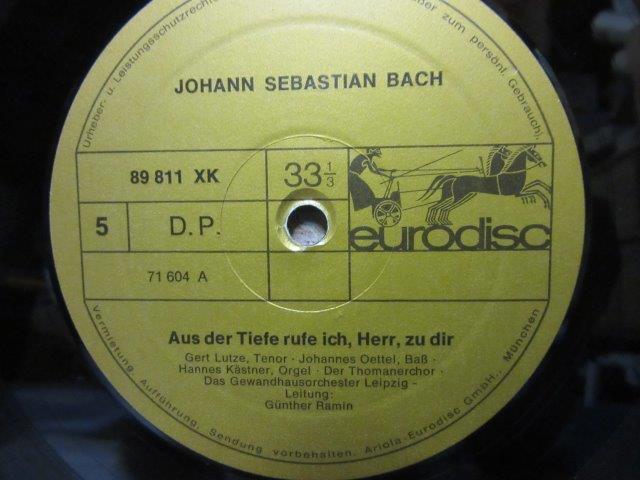 Urheber- u. Leistungsschutzrechte
zum persönl. Gebrauch),
JOHANN SEBASTIAN BACH
89 811 XK
33 1/3
5
D. P.
eurodisc
71 604 A
Aus der Tiefe rufe ich, Herr, zu dir
Gert Lutze, Tenor · Johannes Oettel, Baß ·
Hannes Kästner, Orgel · Der Thomanerchor ·
Das Gewandhausorchester Leipzig -
Leitung:
Günther Ramin
Vermietung, Aufführung, Sendung vorbehalten. Ariola-Eurodisc GmbH., München